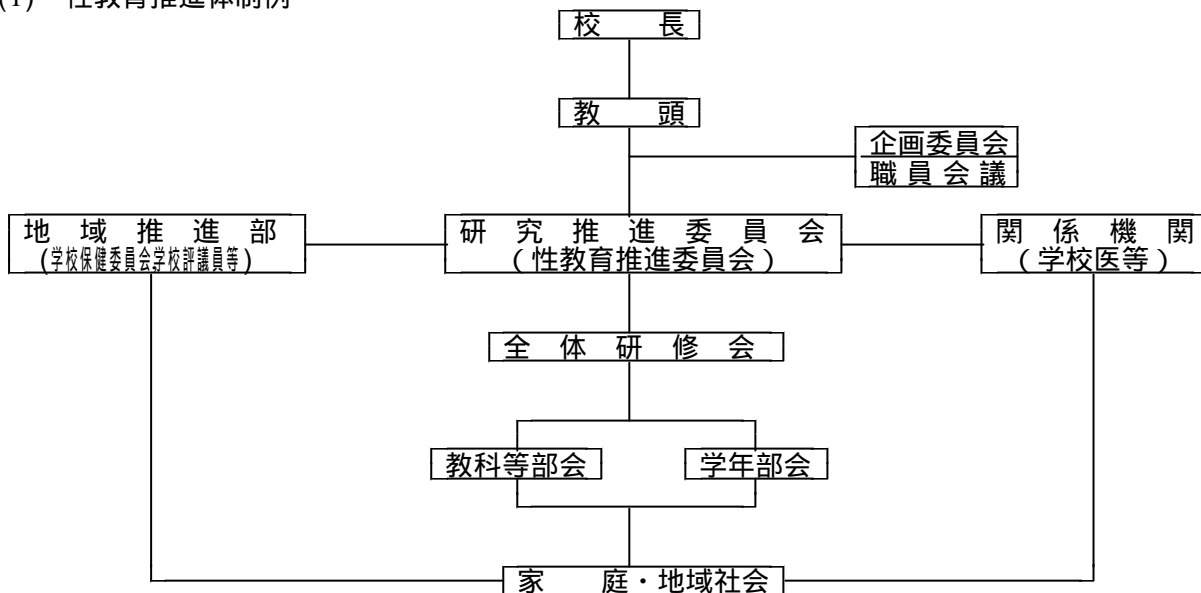 (1) 性教育推進体制例
校 長
教 頭
企画委員会
職 員 会 議
地 域 推 進 部
(学校保健委員会学校評議員等)
研 究 推 進 委 員 会
(性教育推進委員会)
関 係 機 関
(学校医等)
全 体 研 修 会
教科等部会
学年部会
家 庭・地域社会